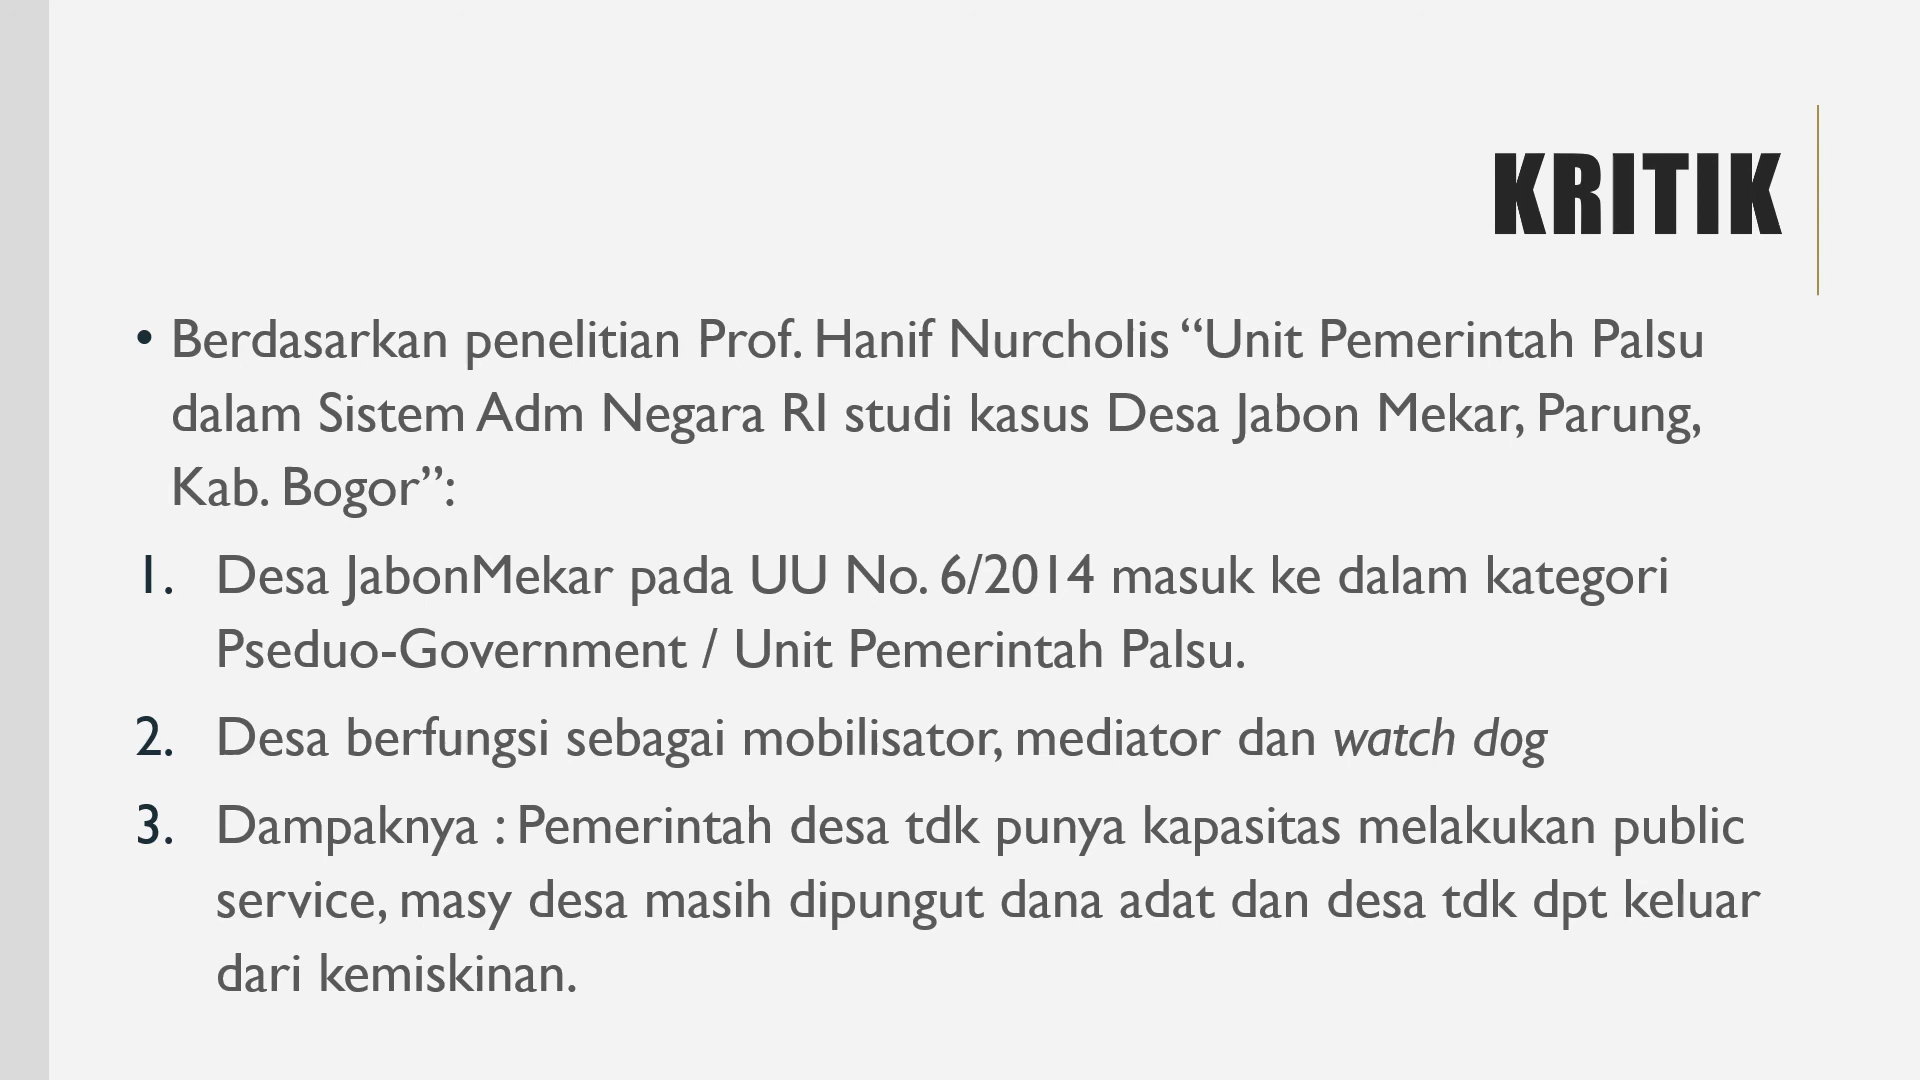 KRITIK
• Berdasarkan penelitian Prof. Hanif Nurcholis “Unit Pemerintah Palsu
dalam Sistem Adm Negara RI studi kasus Desa Jabon Mekar, Parung,
Kab. Bogor”:
1. Desa JabonMekar pada UU No. 6/2014 masuk ke dalam kategori
Pseduo-Government / Unit Pemerintah Palsu.
2. Desa berfungsi sebagai mobilisator, mediator dan watch dog
3. Dampaknya : Pemerintah desa tdk punya kapasitas melakukan public
service, masy desa masih dipungut dana adat dan desa tdk dpt keluar
dari kemiskinan.